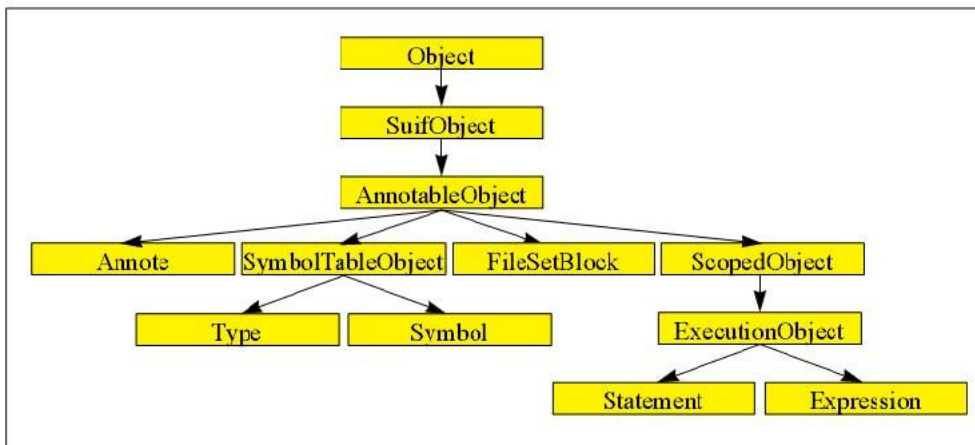 Object
SuifObject
AnnotableObject
Annote
SymbolTableObject
FileSetBlock
ScopedObject
Type
Symbol
ExecutionObject
Statement
Expression